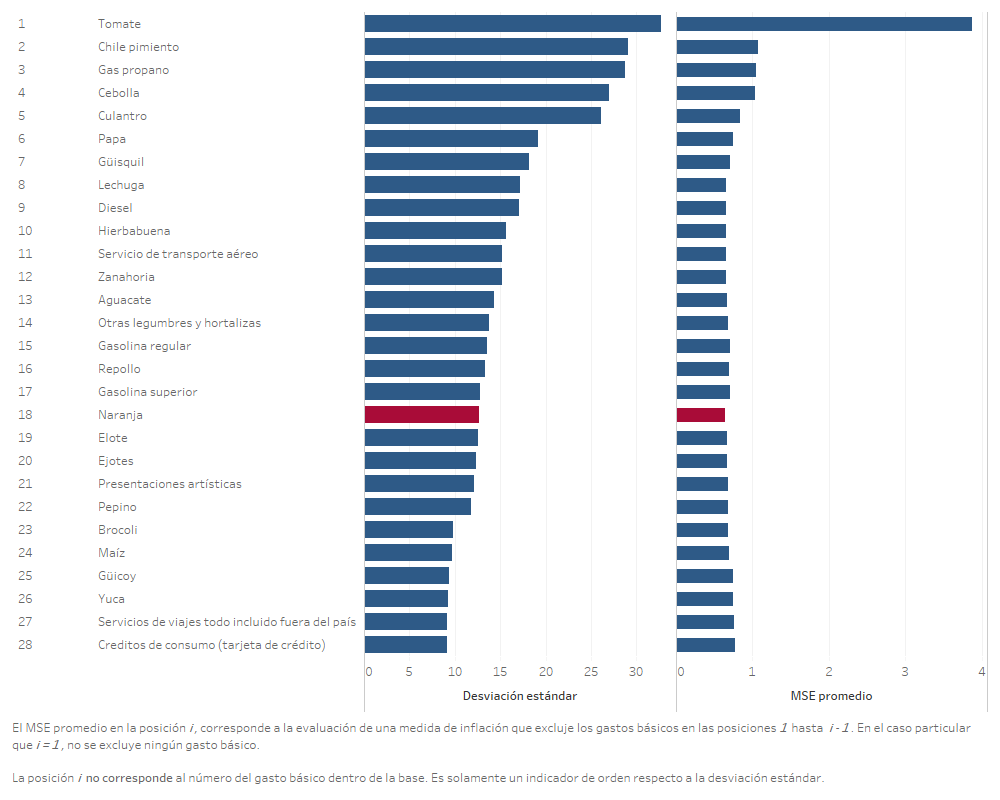 1 Tomate
2 Chile pimiento
3 Gas propano
4 Cebolla
5 Culantro
6 Papa
7 Güisquil
8 Lechuga
9 Diesel
10 Hierbabuena
11 Servicio de transporte aéreo
12 Zanahoria
13 Aguacate
14 Otras legumbres y hortalizas
15 Gasolina regular
16 Repollo
17 Gasolina superior
18 Naranja
19 Elote
20 Ejotes
21 Presentaciones artísticas
22 Pepino
23 Brocoli
24 Maíz
25 Güicoy
26 Yuca
27 Servicios de viajes todo incluido fuera del país
28 Creditos de consumo (tarjeta de crédito)
0 5 10 15 20 25 30 0 1 2 3 4
Desviación estándar MSE promedio
El MSE promedio en la posición i, corresponde a la evaluación de una medida de inflación que excluje los gastos básicos en las posiciones 1 hasta i-1. En el caso particular
que i=1, no se excluye ningún gasto básico.
La posición i no corresponde al número del gasto básico dentro de la base. Es solamente un indicador de orden respecto a la desviación estándar.